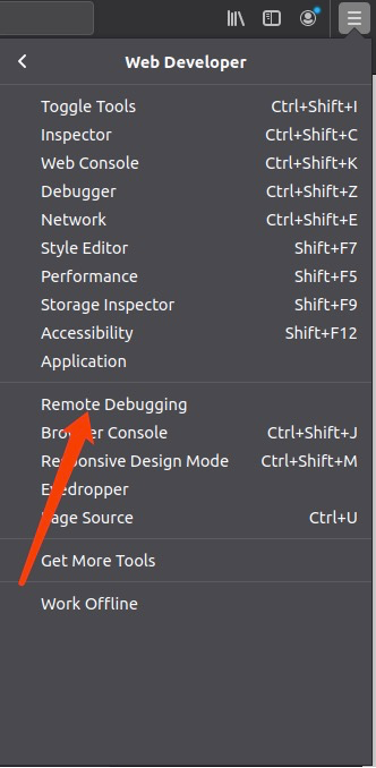 Web Developer
Toggle Tools Ctrl+Shift+I
Inspector Ctrl+Shift+C
Web Console Ctrl+Shift+K
Debugger Ctrl+Shift+Z
Network Ctrl+Shift+E
Style Editor Shift+F7
Performance Shift+F5
Storage Inspector Shift+F9
Accessibility Shift+F12
Application
Remote Debugging
Browser Console Ctrl+Shift+J
Responsive Design Mode Ctrl+Shift+M
Eyedropper
Page Source Ctrl+U
Get More Tools
Work Offline